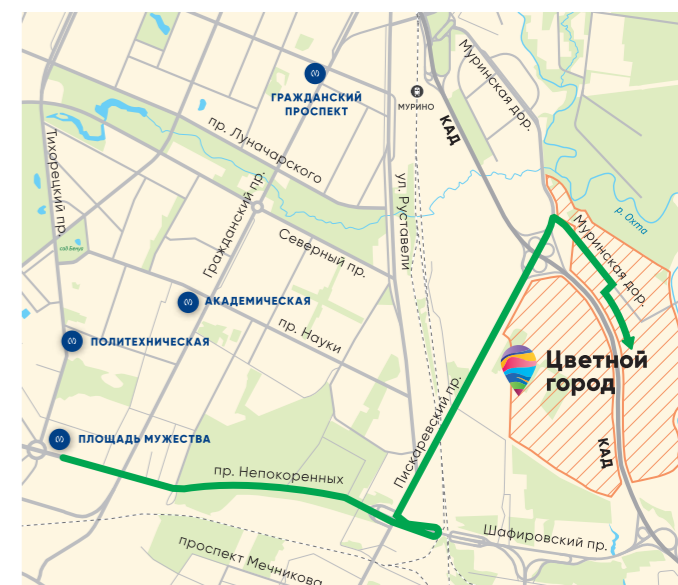 ГРАЖДАНСКИЙ
ПРОСПЕКТ
МУРИНО
КАД
Муринская дор.
пр. Луначарского
Тихорецкий пр.
Гражданский пр.
ул. Руставели
р. Охта
Муринская дор.
Северный пр.
сад Бенуа
АКАДЕМИЧЕСКАЯ
пр. Науки
ПОЛИТЕХНИЧЕСКАЯ
Цветной
город
Пискаревский пр.
ПЛОЩАДЬ МУЖЕСТВА
КАД
пр. Непокоренных
Шафировский пр.
проспект Мечникова